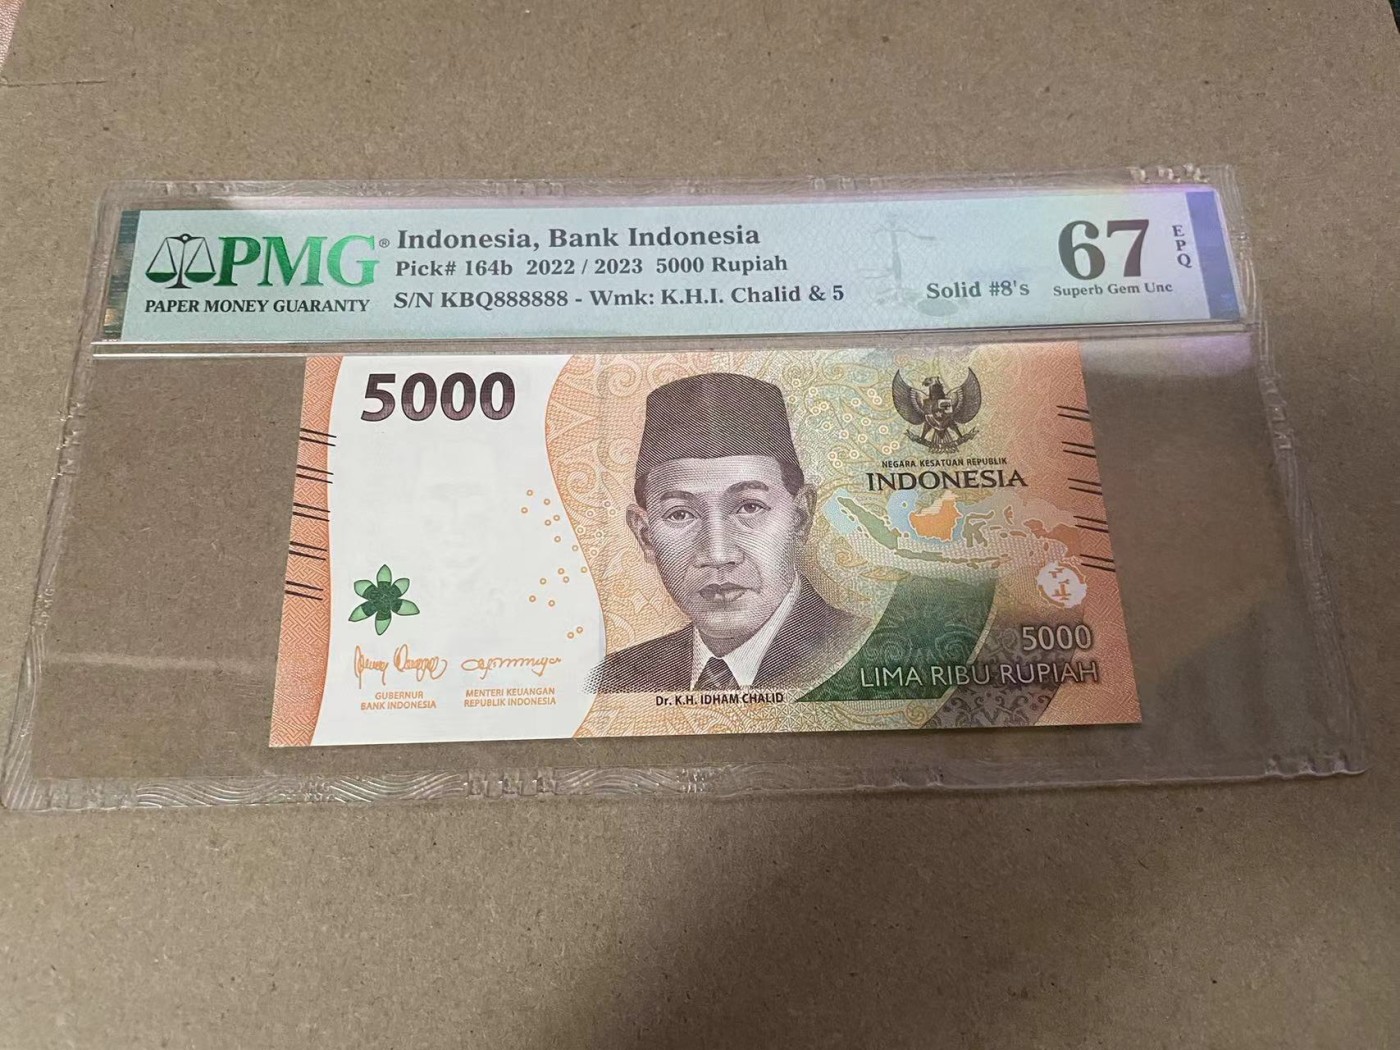 PMG®
PAPER MONEY GUARANTY
Indonesia, Bank Indonesia
Pick# 164b 2022 / 2023 5000 Rupiah
S/N KBQ888888 - Wmk: K.H.I. Chalid & 5
Solid #8's
67
EPQ
Superb Gem Unc
5000
NEGARA KESATUAN REPUBLIK
INDONESIA
5000
LIMA RIBU RUPIAH
GUBERNUR
BANK INDONESIA
MENTERI KEUANGAN
REPUBLIK INDONESIA
Dr. K.H. IDHAM CHALID